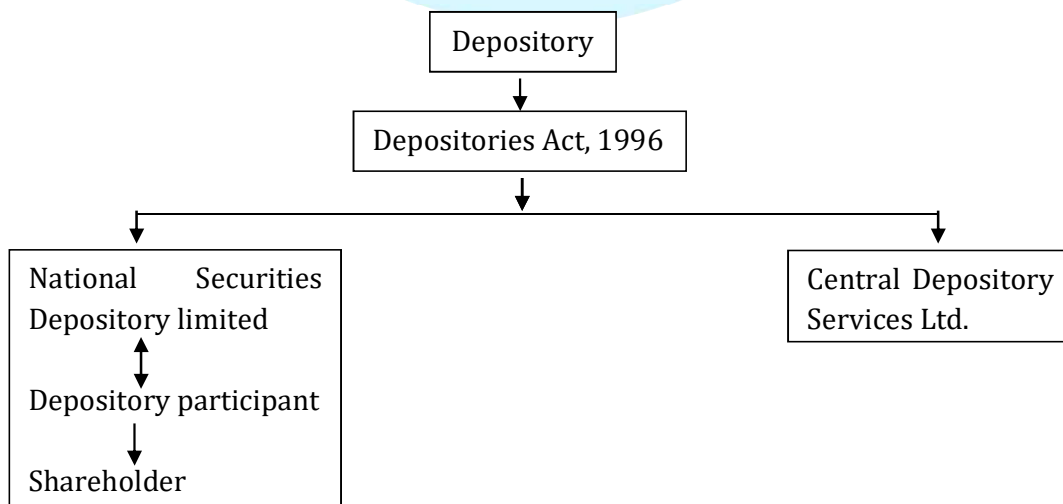 Depository
Depositories Act, 1996
National Securities
Depository limited
Depository participant
Shareholder
Central Depository
Services Ltd.